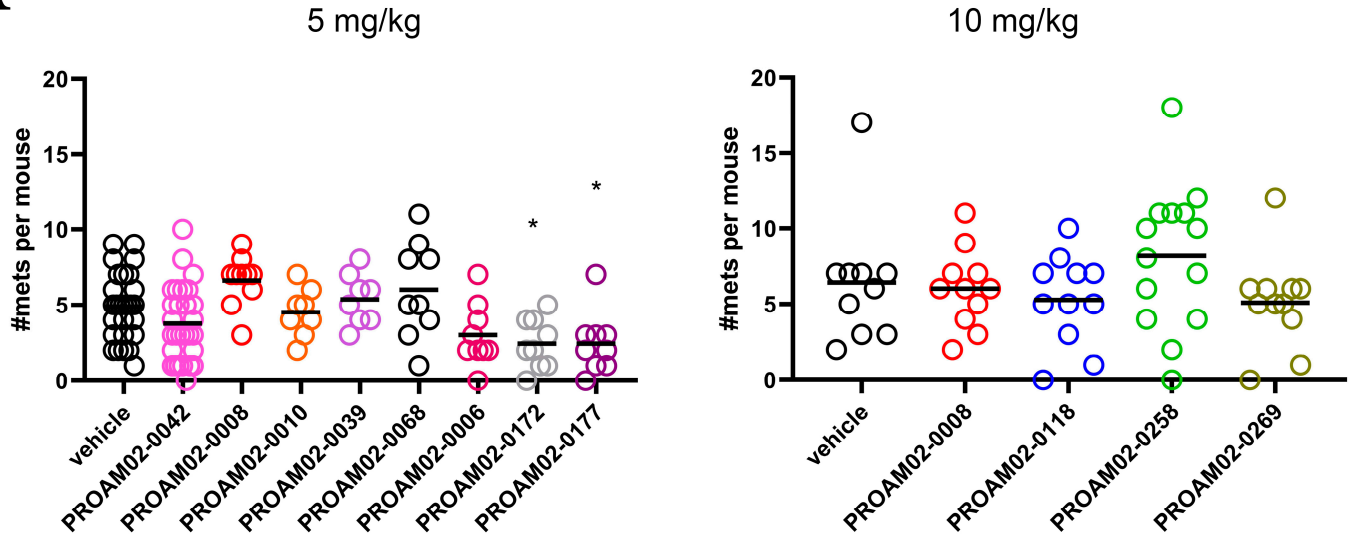 5 mg/kg
#mets per mouse
20
15
10
5
0
*
*
vehicle
PROAM02-0042
PROAM02-0008
PROAM02-0010
PROAM02-0039
PROAM02-0068
PROAM02-0006
PROAM02-0172
PROAM02-0177
10 mg/kg
#mets per mouse
20
15
10
5
0
vehicle
PROAM02-0008
PROAM02-0118
PROAM02-0258
PROAM02-0269